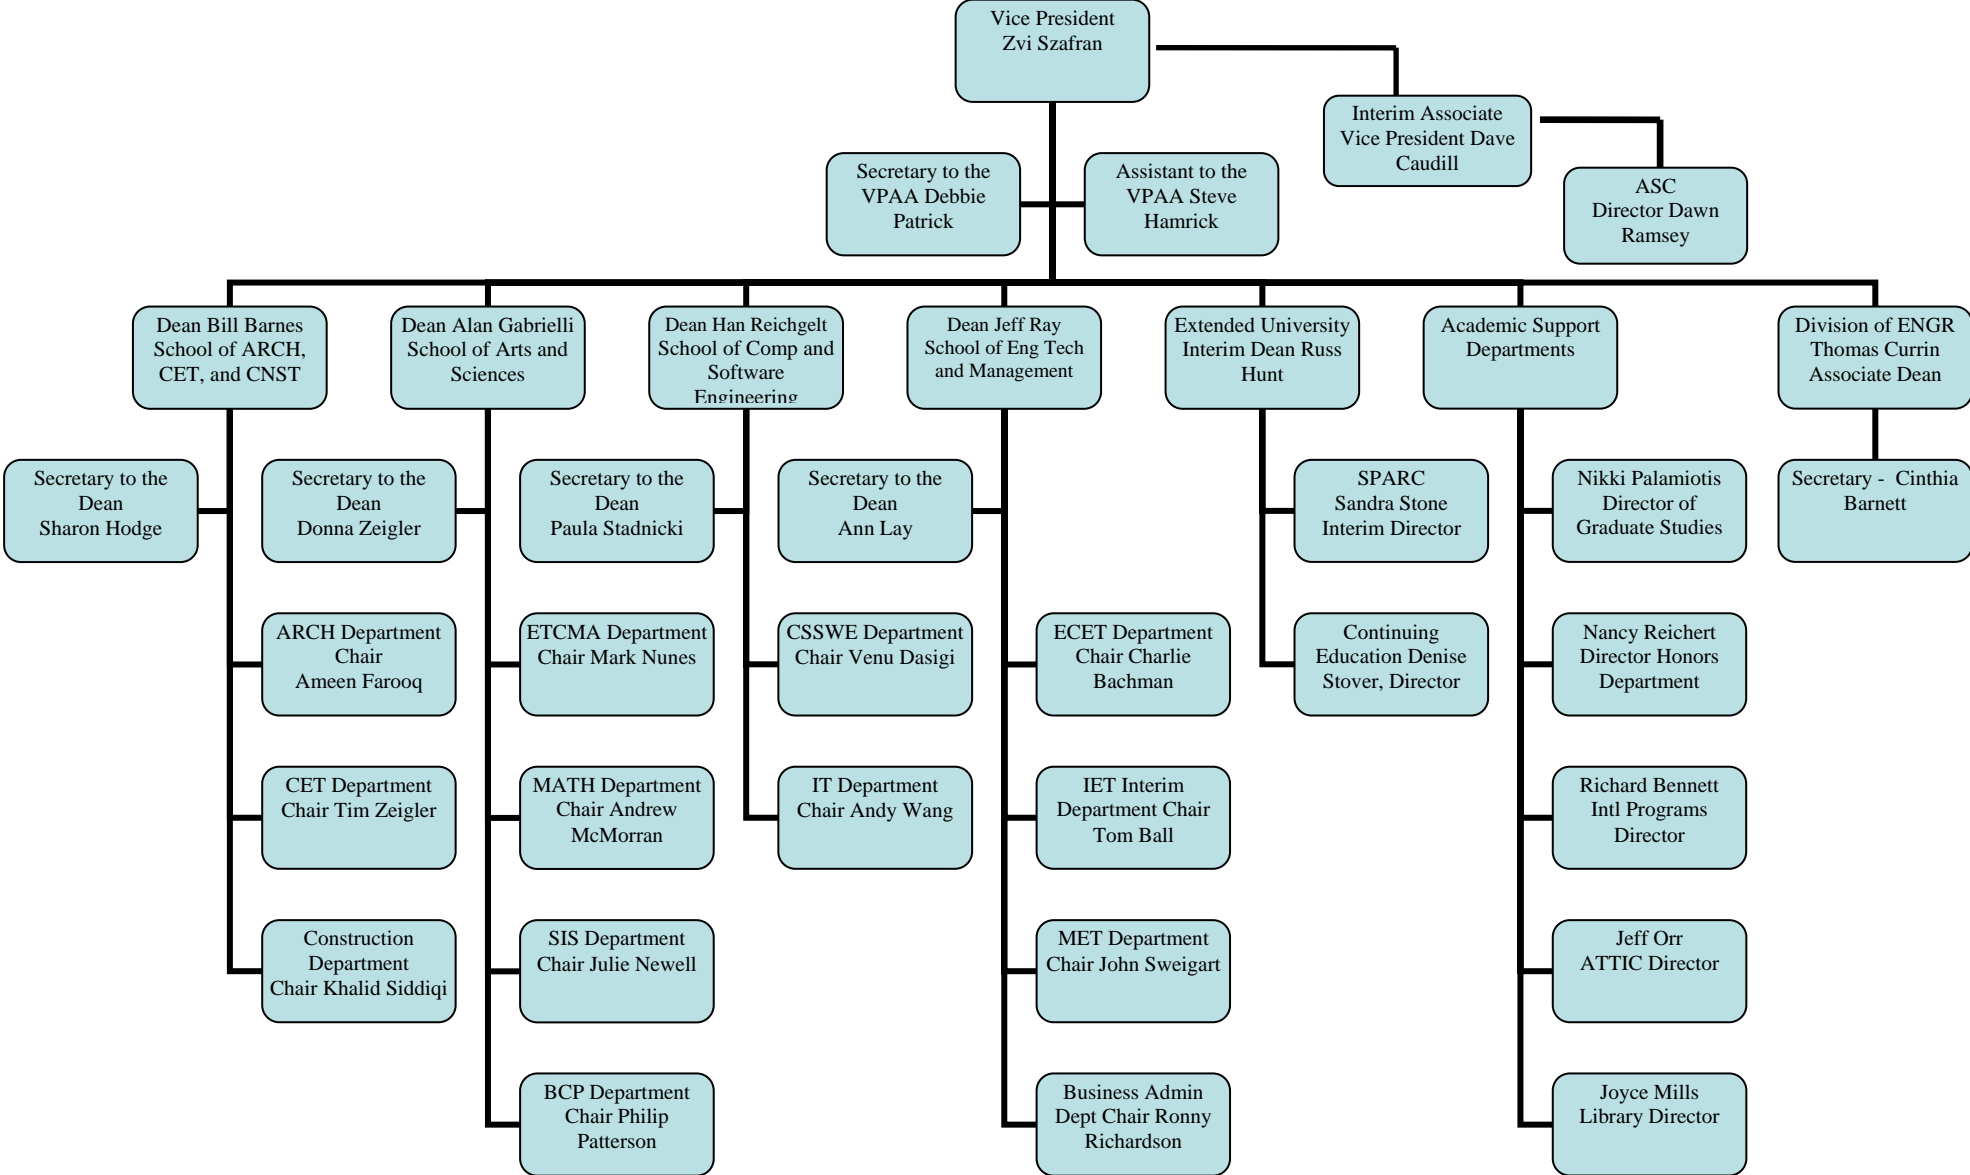 Vice President
Zvi Szafran
Interim Associate
Vice President Dave
Caudill
Secretary to the
VPAA Debbie
Patrick
Assistant to the
VPAA Steve
Hamrick
ASC
Director Dawn
Ramsey
Dean Bill Barnes
School of ARCH,
CET, and CNST
Dean Alan Gabrielli
School of Arts and
Sciences
Dean Han Reichgelt
School of Comp and
Software
Engineering
Dean Jeff Ray
School of Eng Tech
and Management
Extended University
Interim Dean Russ
Hunt
Academic Support
Departments
Division of ENGR
Thomas Currin
Associate Dean
Secretary to the
Dean
Sharon Hodge
Secretary to the
Dean
Donna Zeigler
Secretary to the
Dean
Paula Stadnicki
Secretary to the
Dean
Ann Lay
SPARC
Sandra Stone
Interim Director
Nikki Palamiotis
Director of
Graduate Studies
Secretary - Cinthia
Barnett
ARCH Department
Chair
Ameen Farooq
ETCMA Department
Chair Mark Nunes
CSSWE Department
Chair Venu Dasigi
ECET Department
Chair Charlie
Bachman
Continuing
Education Denise
Stover, Director
Nancy Reichert
Director Honors
Department
CET Department
Chair Tim Zeigler
MATH Department
Chair Andrew
McMorran
IT Department
Chair Andy Wang
IET Interim
Department Chair
Tom Ball
Richard Bennett
Intl Programs
Director
Construction
Department
Chair Khalid Siddiqi
SIS Department
Chair Julie Newell
MET Department
Chair John Sweigart
Jeff Orr
ATTIC Director
BCP Department
Chair Philip
Patterson
Business Admin
Dept Chair Ronny
Richardson
Joyce Mills
Library Director